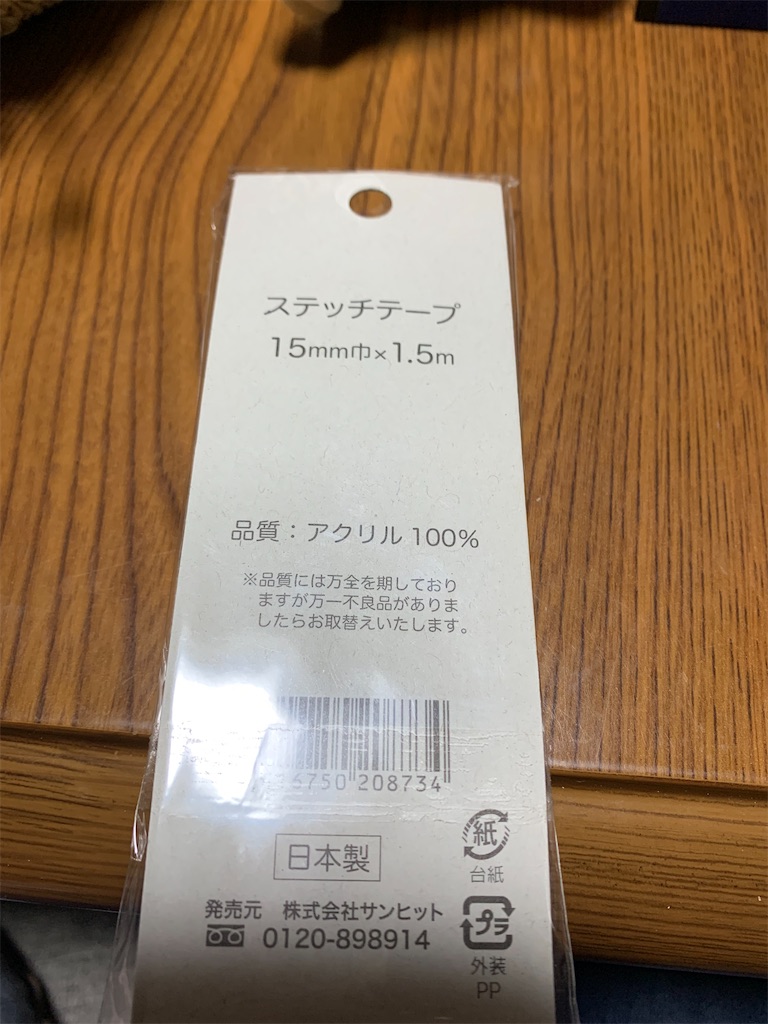 ステッチテープ
15mm巾×1.5m
品質：アクリル100%
※品質には万全を期しており
ますが万一不良品がありま
したらお取替えいたします。
6750 208734
日本製
紙
台紙
発売元 株式会社サンヒット
0120-898914
プラ
外装
PP